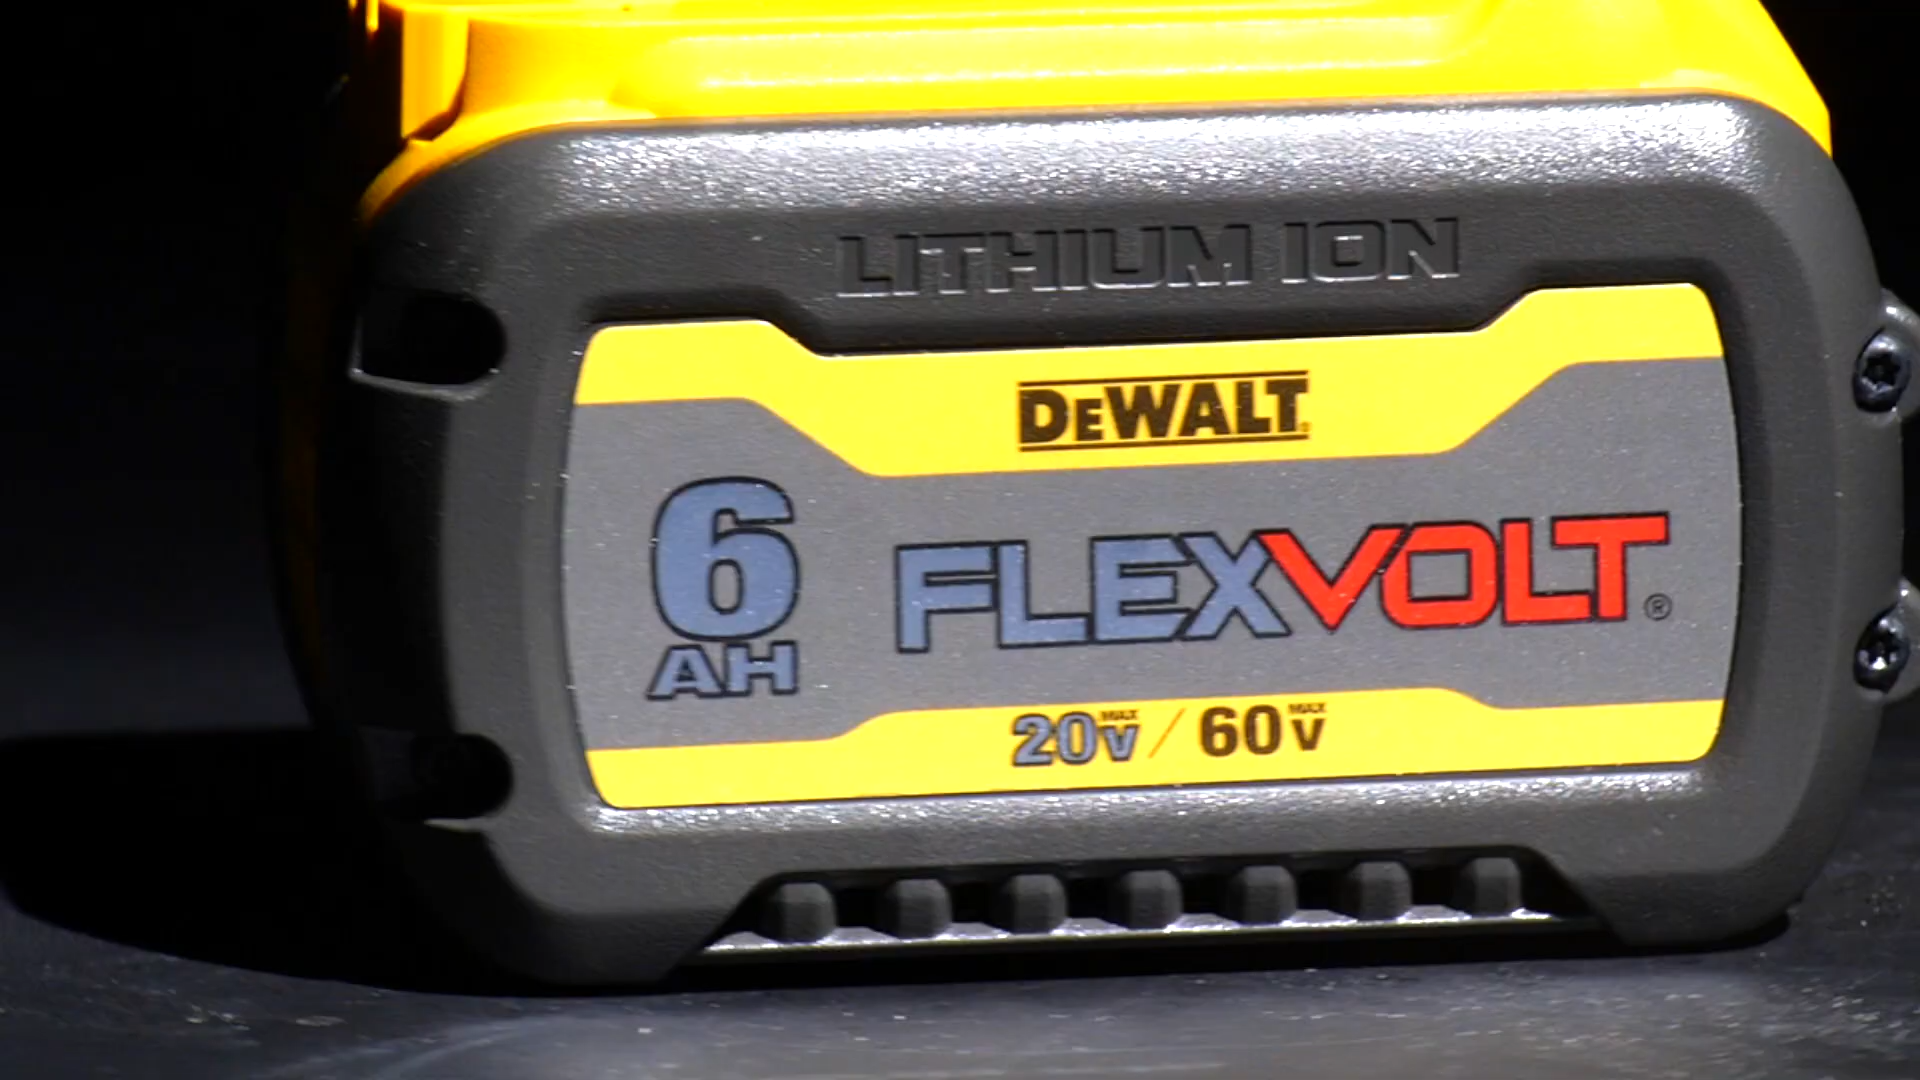 LITHIUM ION
DEWALT
6
AH
FLEXVOLT®
20V MAX / 60V MAX